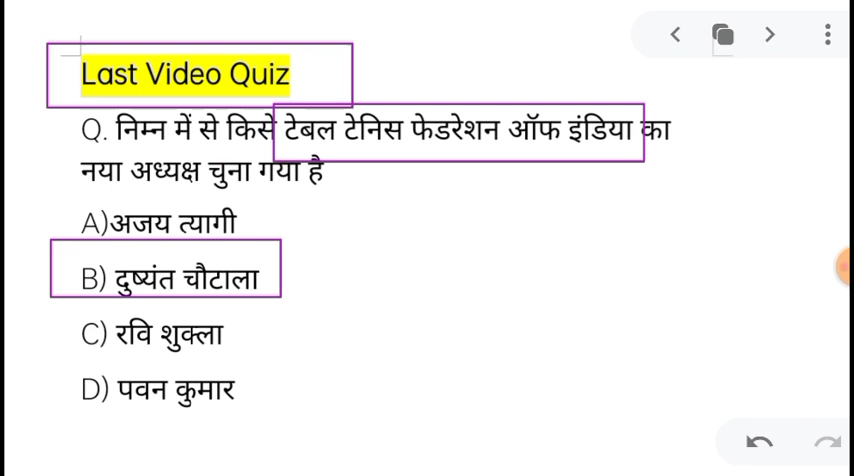 Last Video Quiz
Q. निम्न में से किसे टेबल टेनिस फेडरेशन ऑफ इंडिया का
नया अध्यक्ष चुना गया है
A)अजय त्यागी
B) दुष्यंत चौटाला
C) रवि शुक्ला
D) पवन कुमार